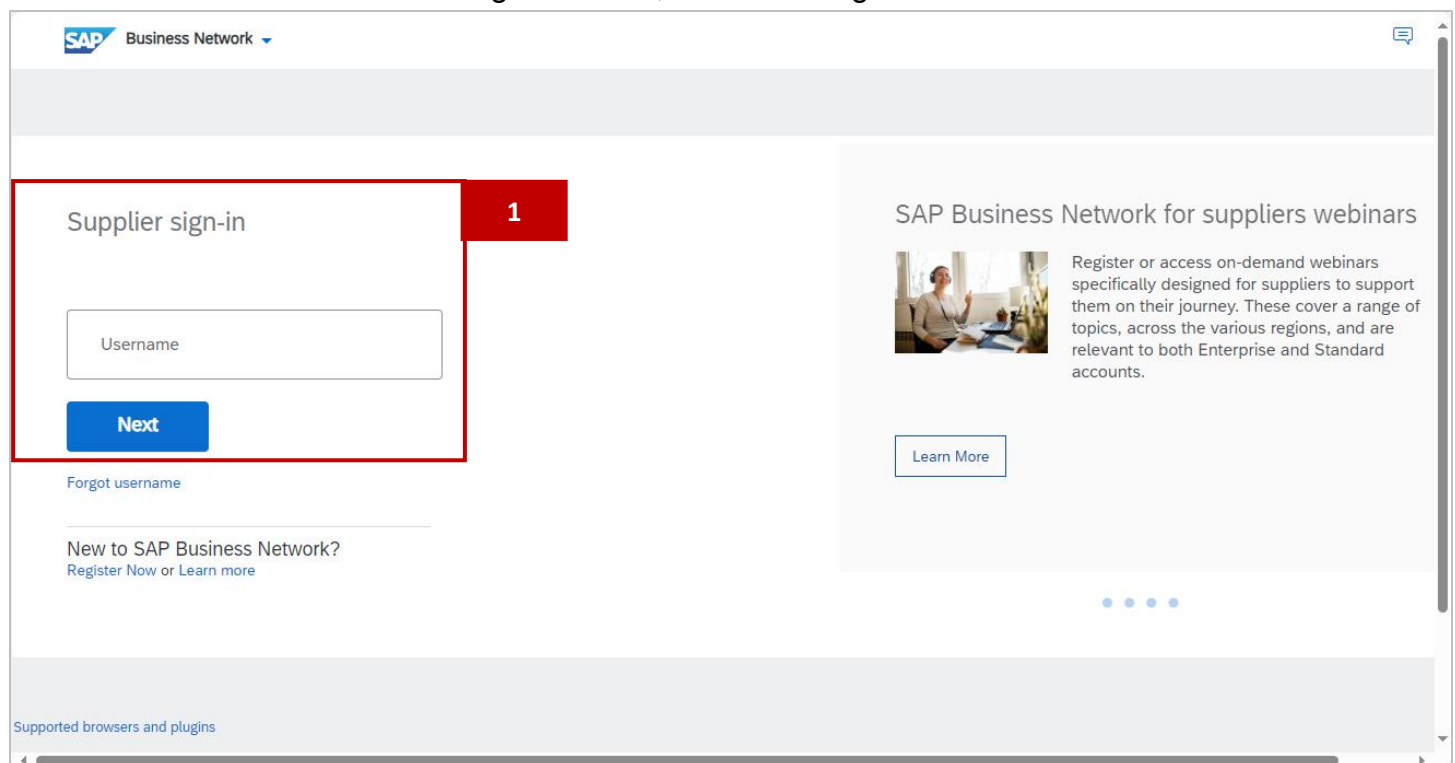 SAP Business Network
Supplier sign-in
1
Username
Next
Forgot username
New to SAP Business Network?
Register Now or Learn more
SAP Business Network for suppliers webinars
Register or access on-demand webinars
specifically designed for suppliers to support
them on their journey. These cover a range of
topics, across the various regions, and are
relevant to both Enterprise and Standard
accounts.
Learn More
Supported browsers and plugins